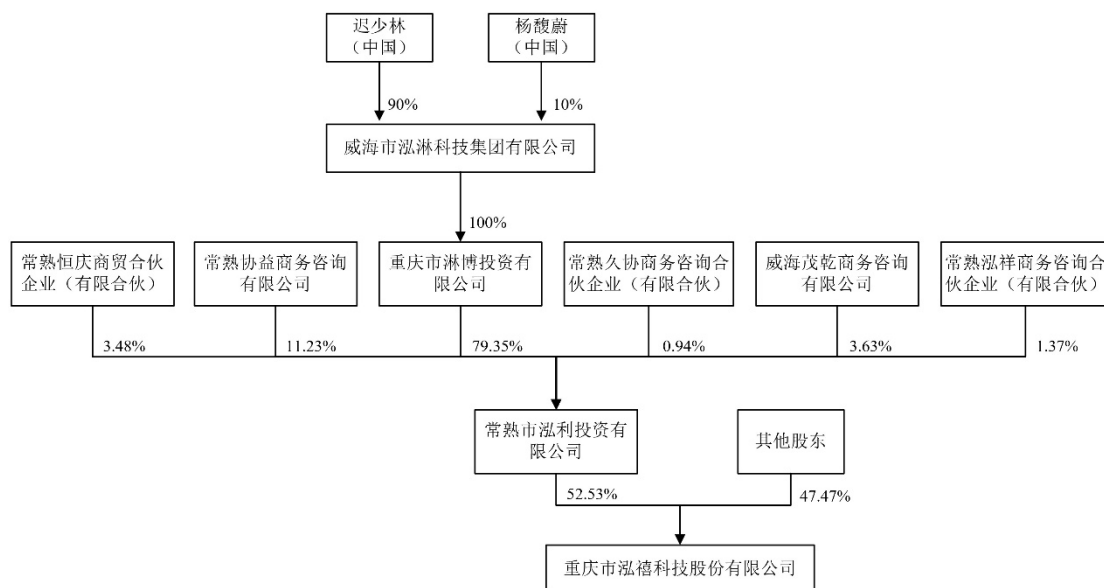 迟少林
（中国）
杨馥蔚
（中国）
90%
10%
威海市泓淋科技集团有限公司
100%
常熟恒庆商贸合伙
企业（有限合伙）
常熟协益商务咨询
有限公司
重庆市淋博投资有
限公司
常熟久协商务咨询合
伙企业（有限合伙）
威海茂乾商务咨询
有限公司
常熟泓祥商务咨询合
伙企业（有限合伙）
3.48%
11.23%
79.35%
0.94%
3.63%
1.37%
常熟市泓利投资有
限公司
其他股东
52.53%
47.47%
重庆市泓禧科技股份有限公司